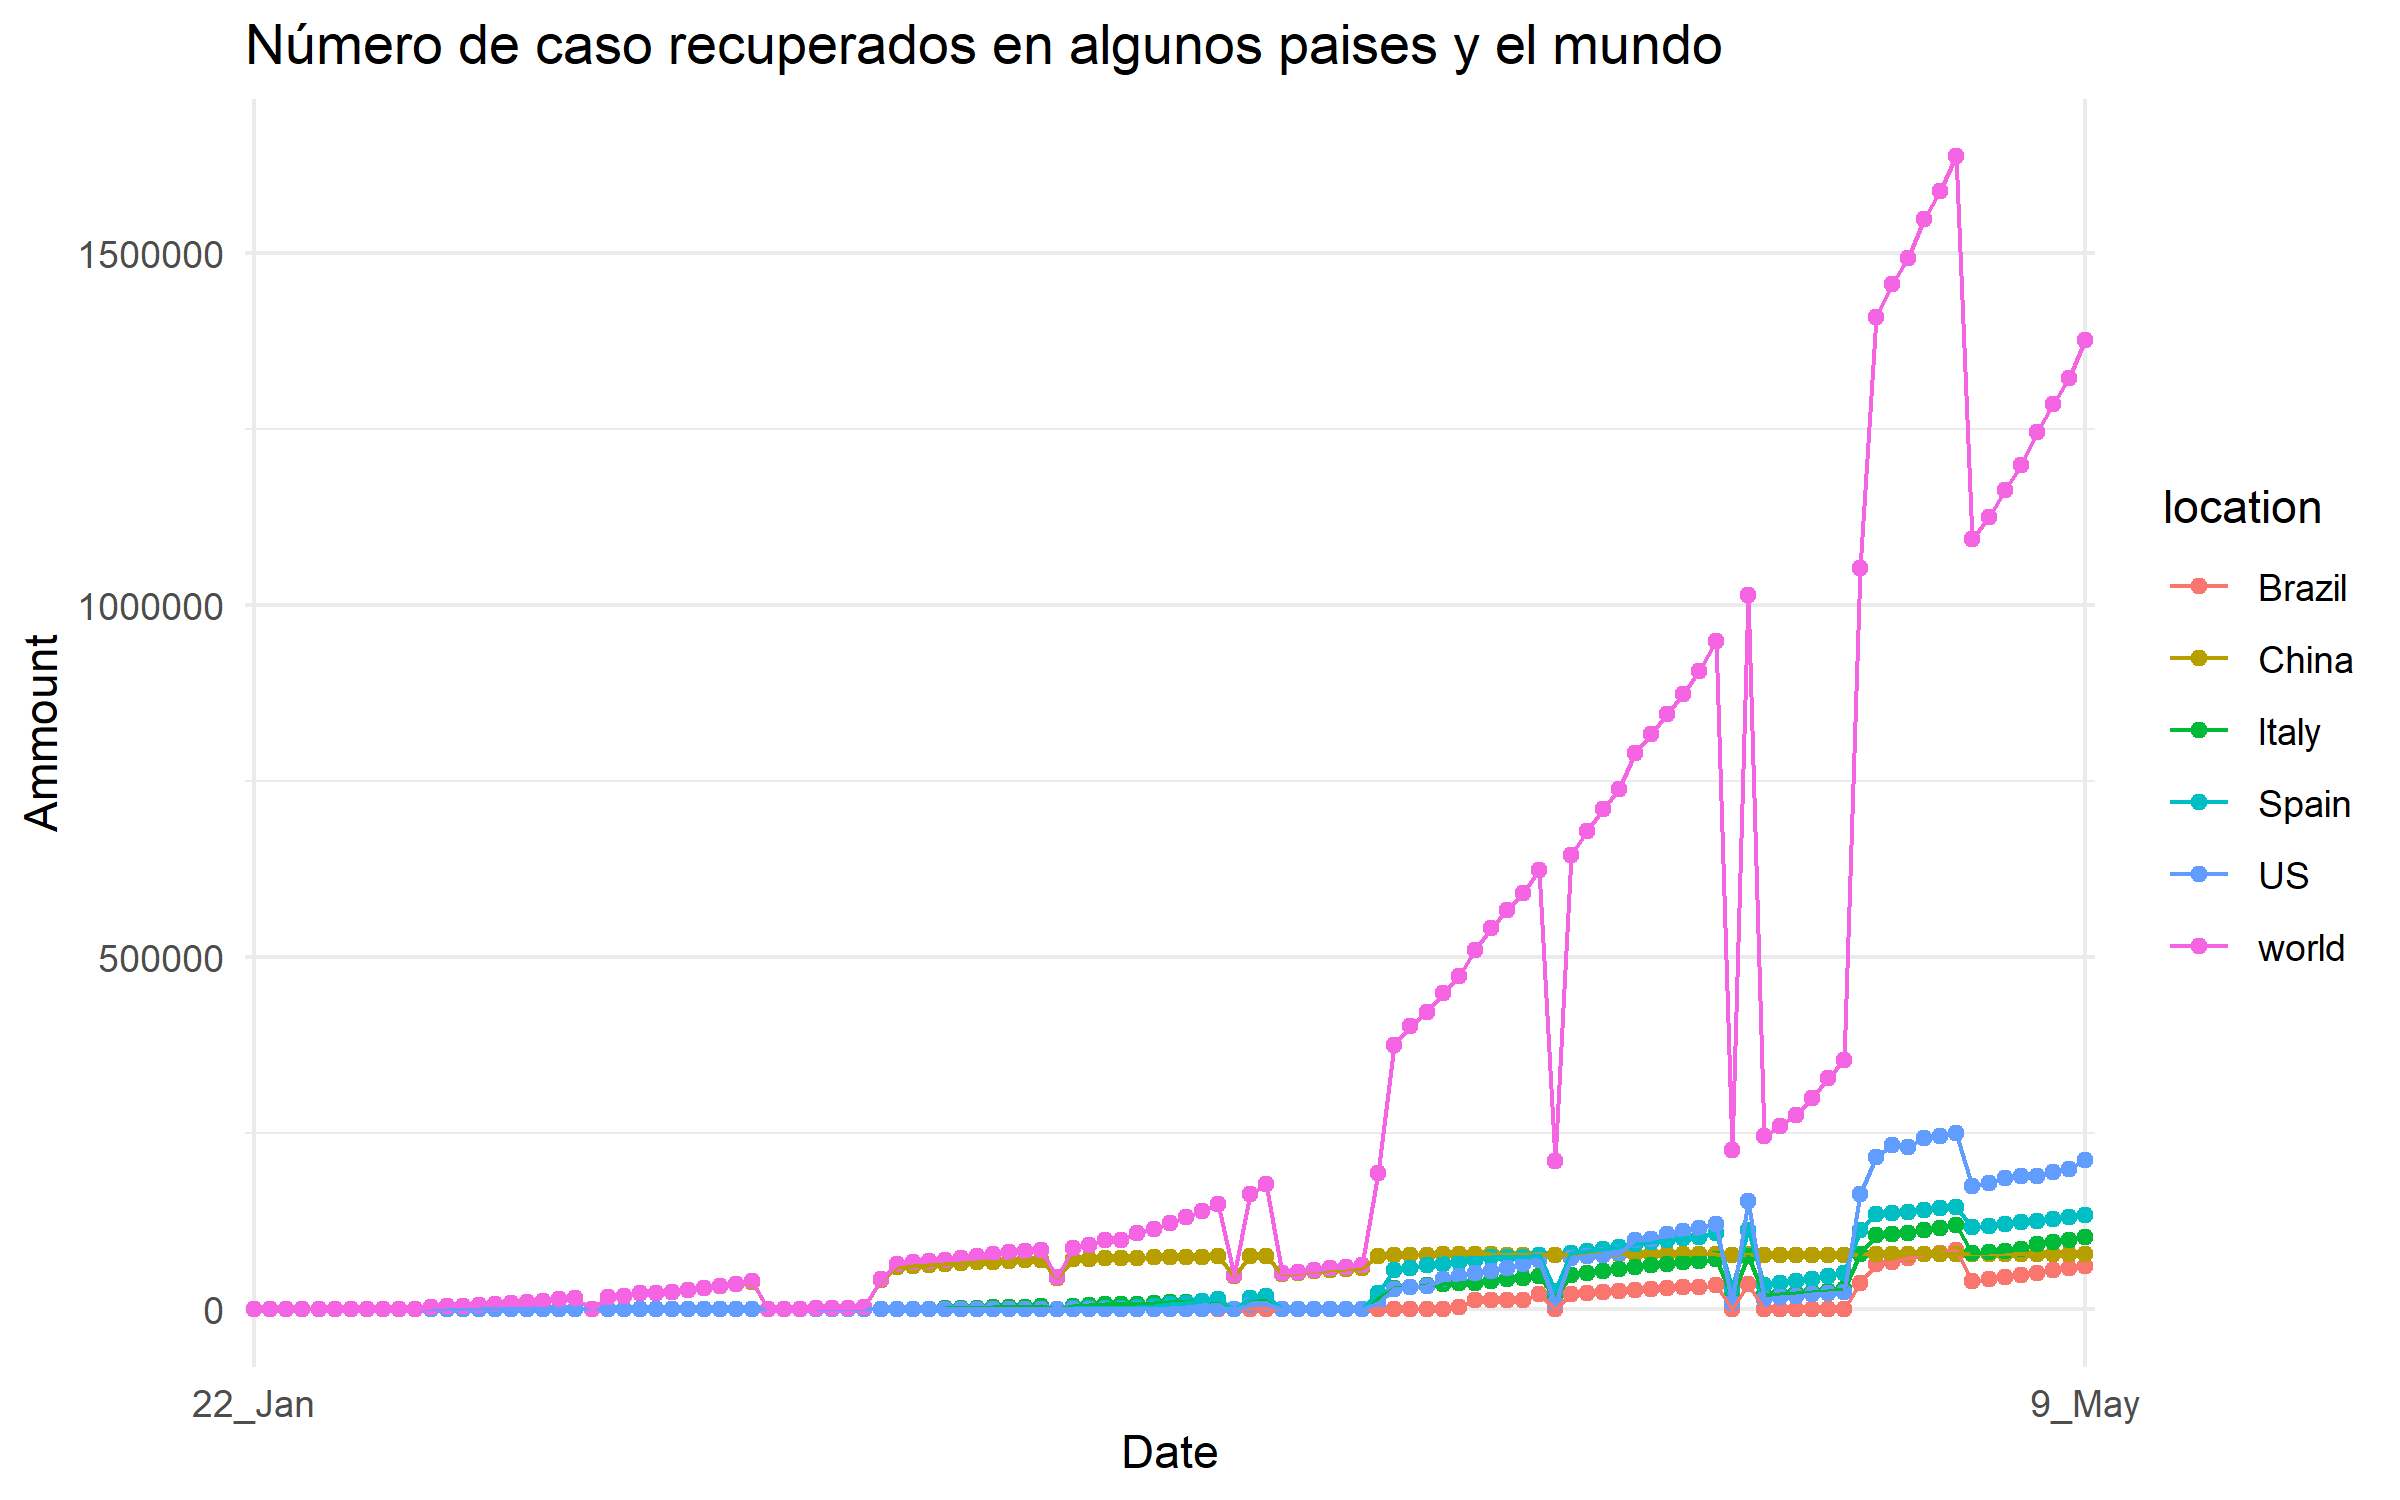 Número de caso recuperados en algunos paises y el mundo
Ammount
1500000
1000000
500000
0
22_Jan
9_May
Date
location
Brazil
China
Italy
Spain
US
world